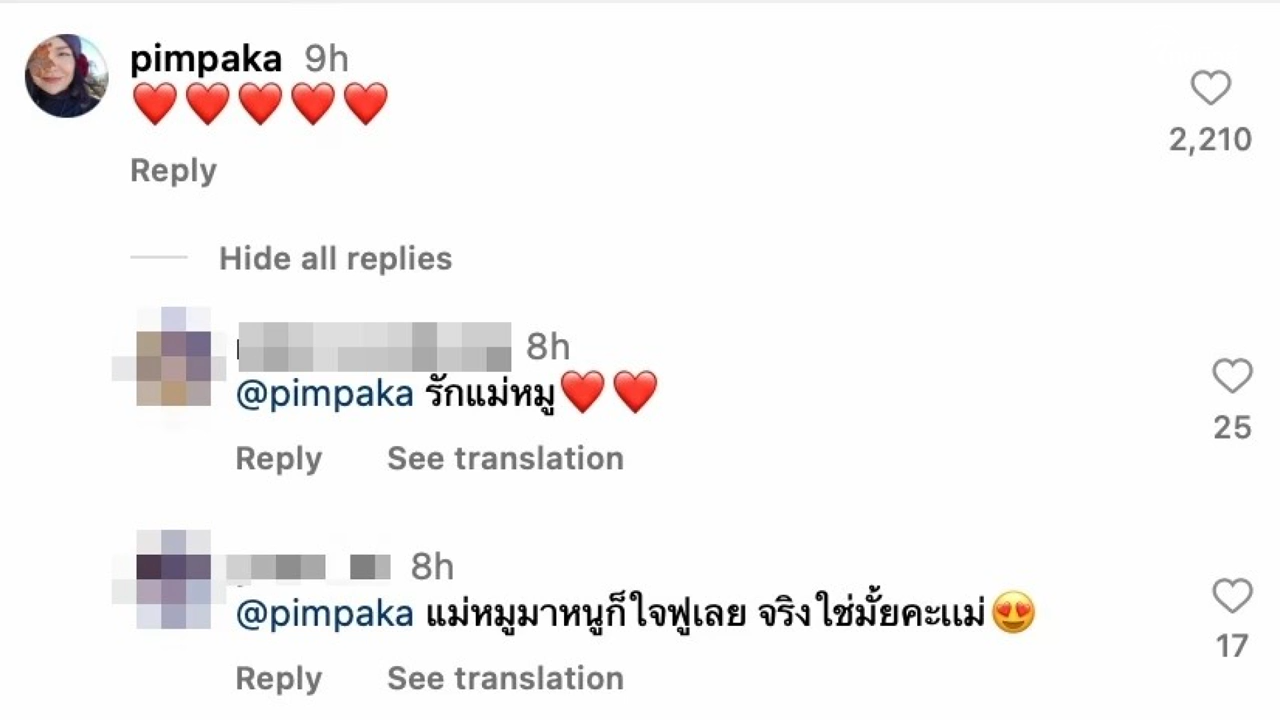 pimpaka 9h
❤️❤️❤️❤️❤️
2,210
Reply
Hide all replies
8h
@pimpaka รักแม่หมู❤️❤️
25
Reply See translation
8h
@pimpaka แม่หมูมาหนูก็ใจฟูเลย จริงใช่มั้ยคะแม่😍
17
Reply See translation